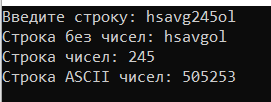 Введите строку: hsavg245ol
Строка без чисел: hsavgol
Строка чисел: 245
Строка ASCII чисел: 505253